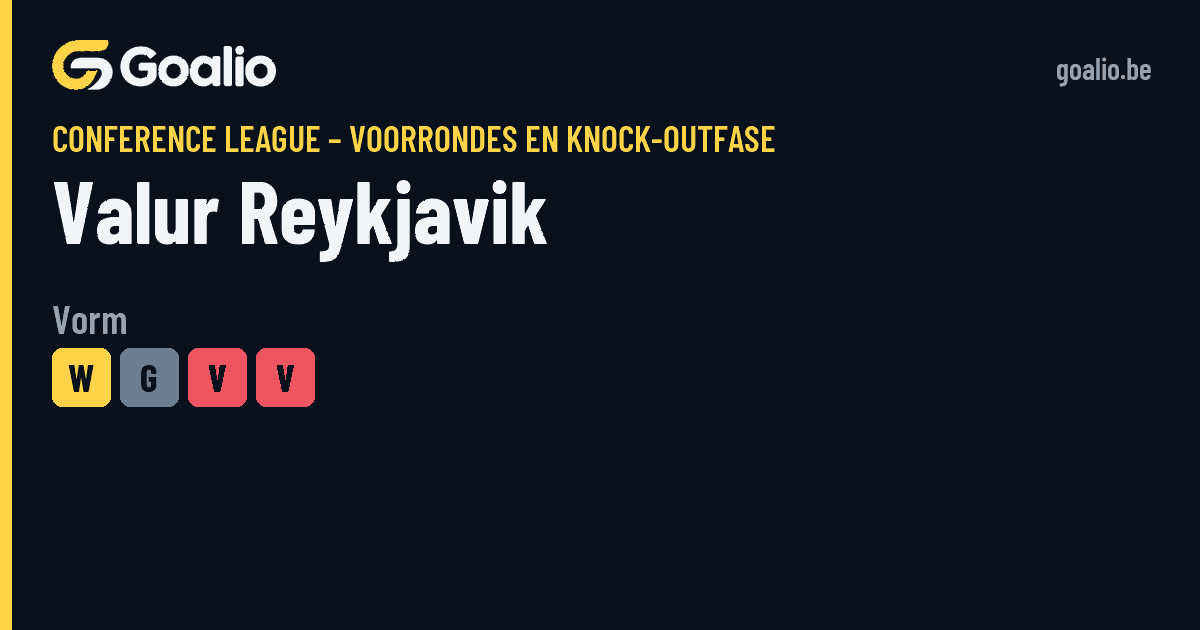 Goalio
goalio.be
CONFERENCE LEAGUE – VOORRONDES EN KNOCK-OUTFASE
Valur Reykjavik
Vorm
W G V V